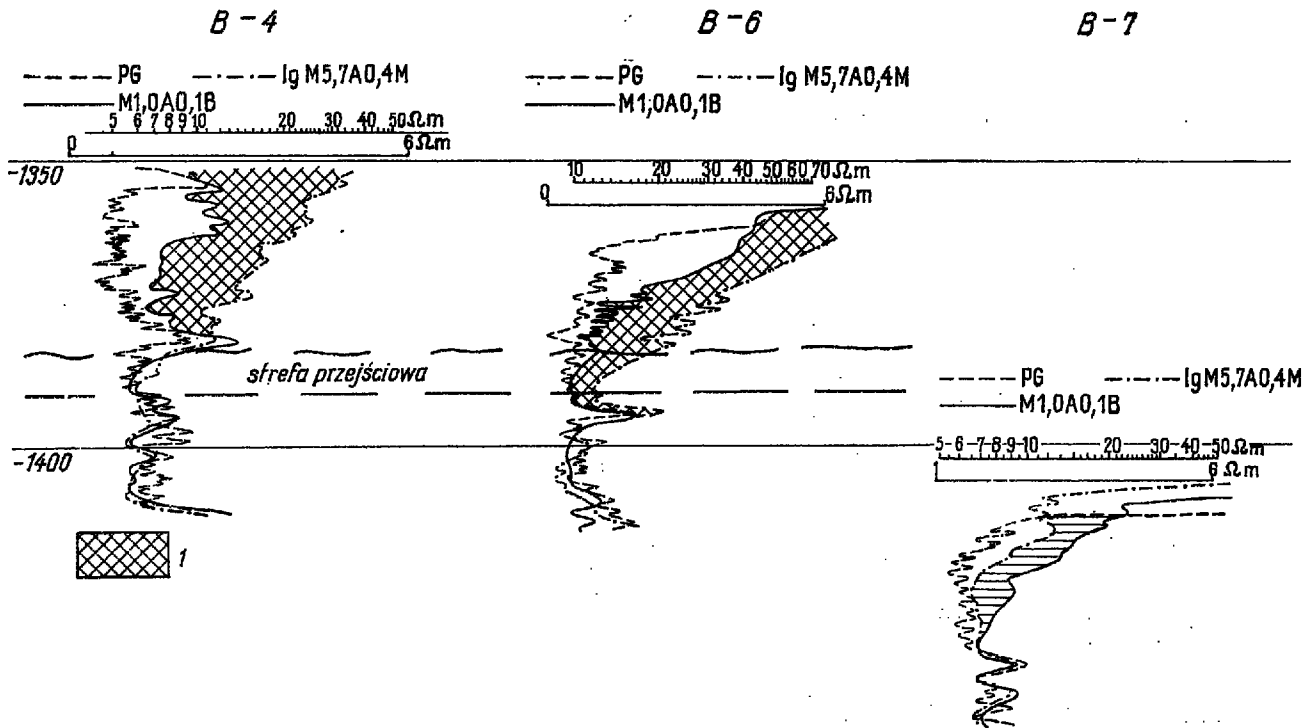 B-4
B-6
B-7
PG
lg M5,7A0,4M
M1,0A0,1B
5 6 7 8 9 10 20 30 40 50 Ωm
0 6 Ωm
PG
lg M5,7A0,4M
M1,0A0,1B
-1350
10 20 30 40 50 60 70 Ωm
0 6 Ωm
strefa przejściowa
PG
lg M5,7A0,4M
M1,0A0,1B
-1400
5 6 7 8 9 10 20 30 40 50 Ωm
1 6 Ωm
1